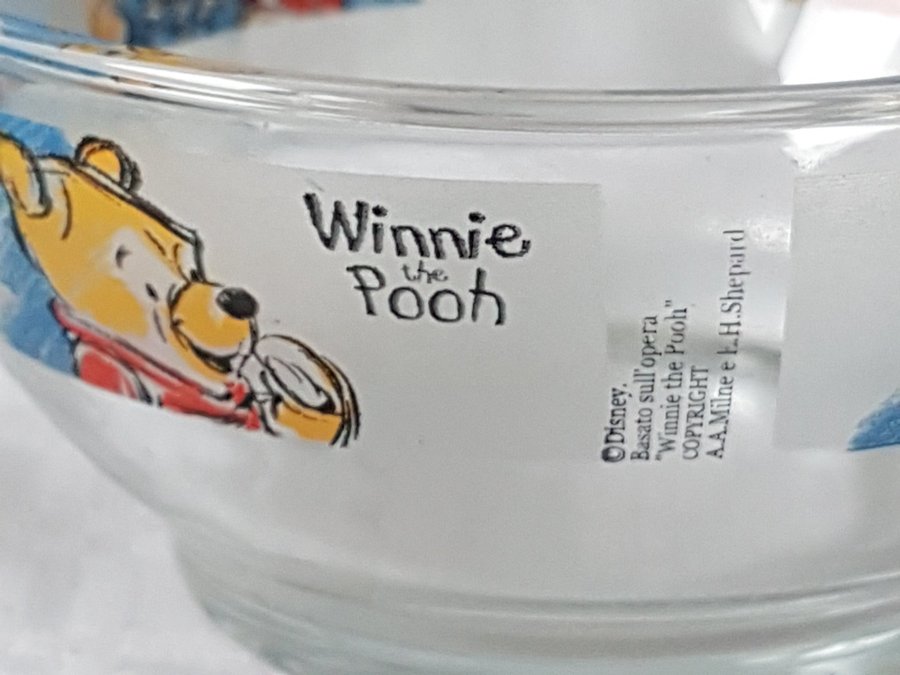 Winnie
the
Pooh
©Disney.
Basato sull'opera
"Winnie the Pooh"
COPYRIGHT
A.A.Milne e E.H.Shepard